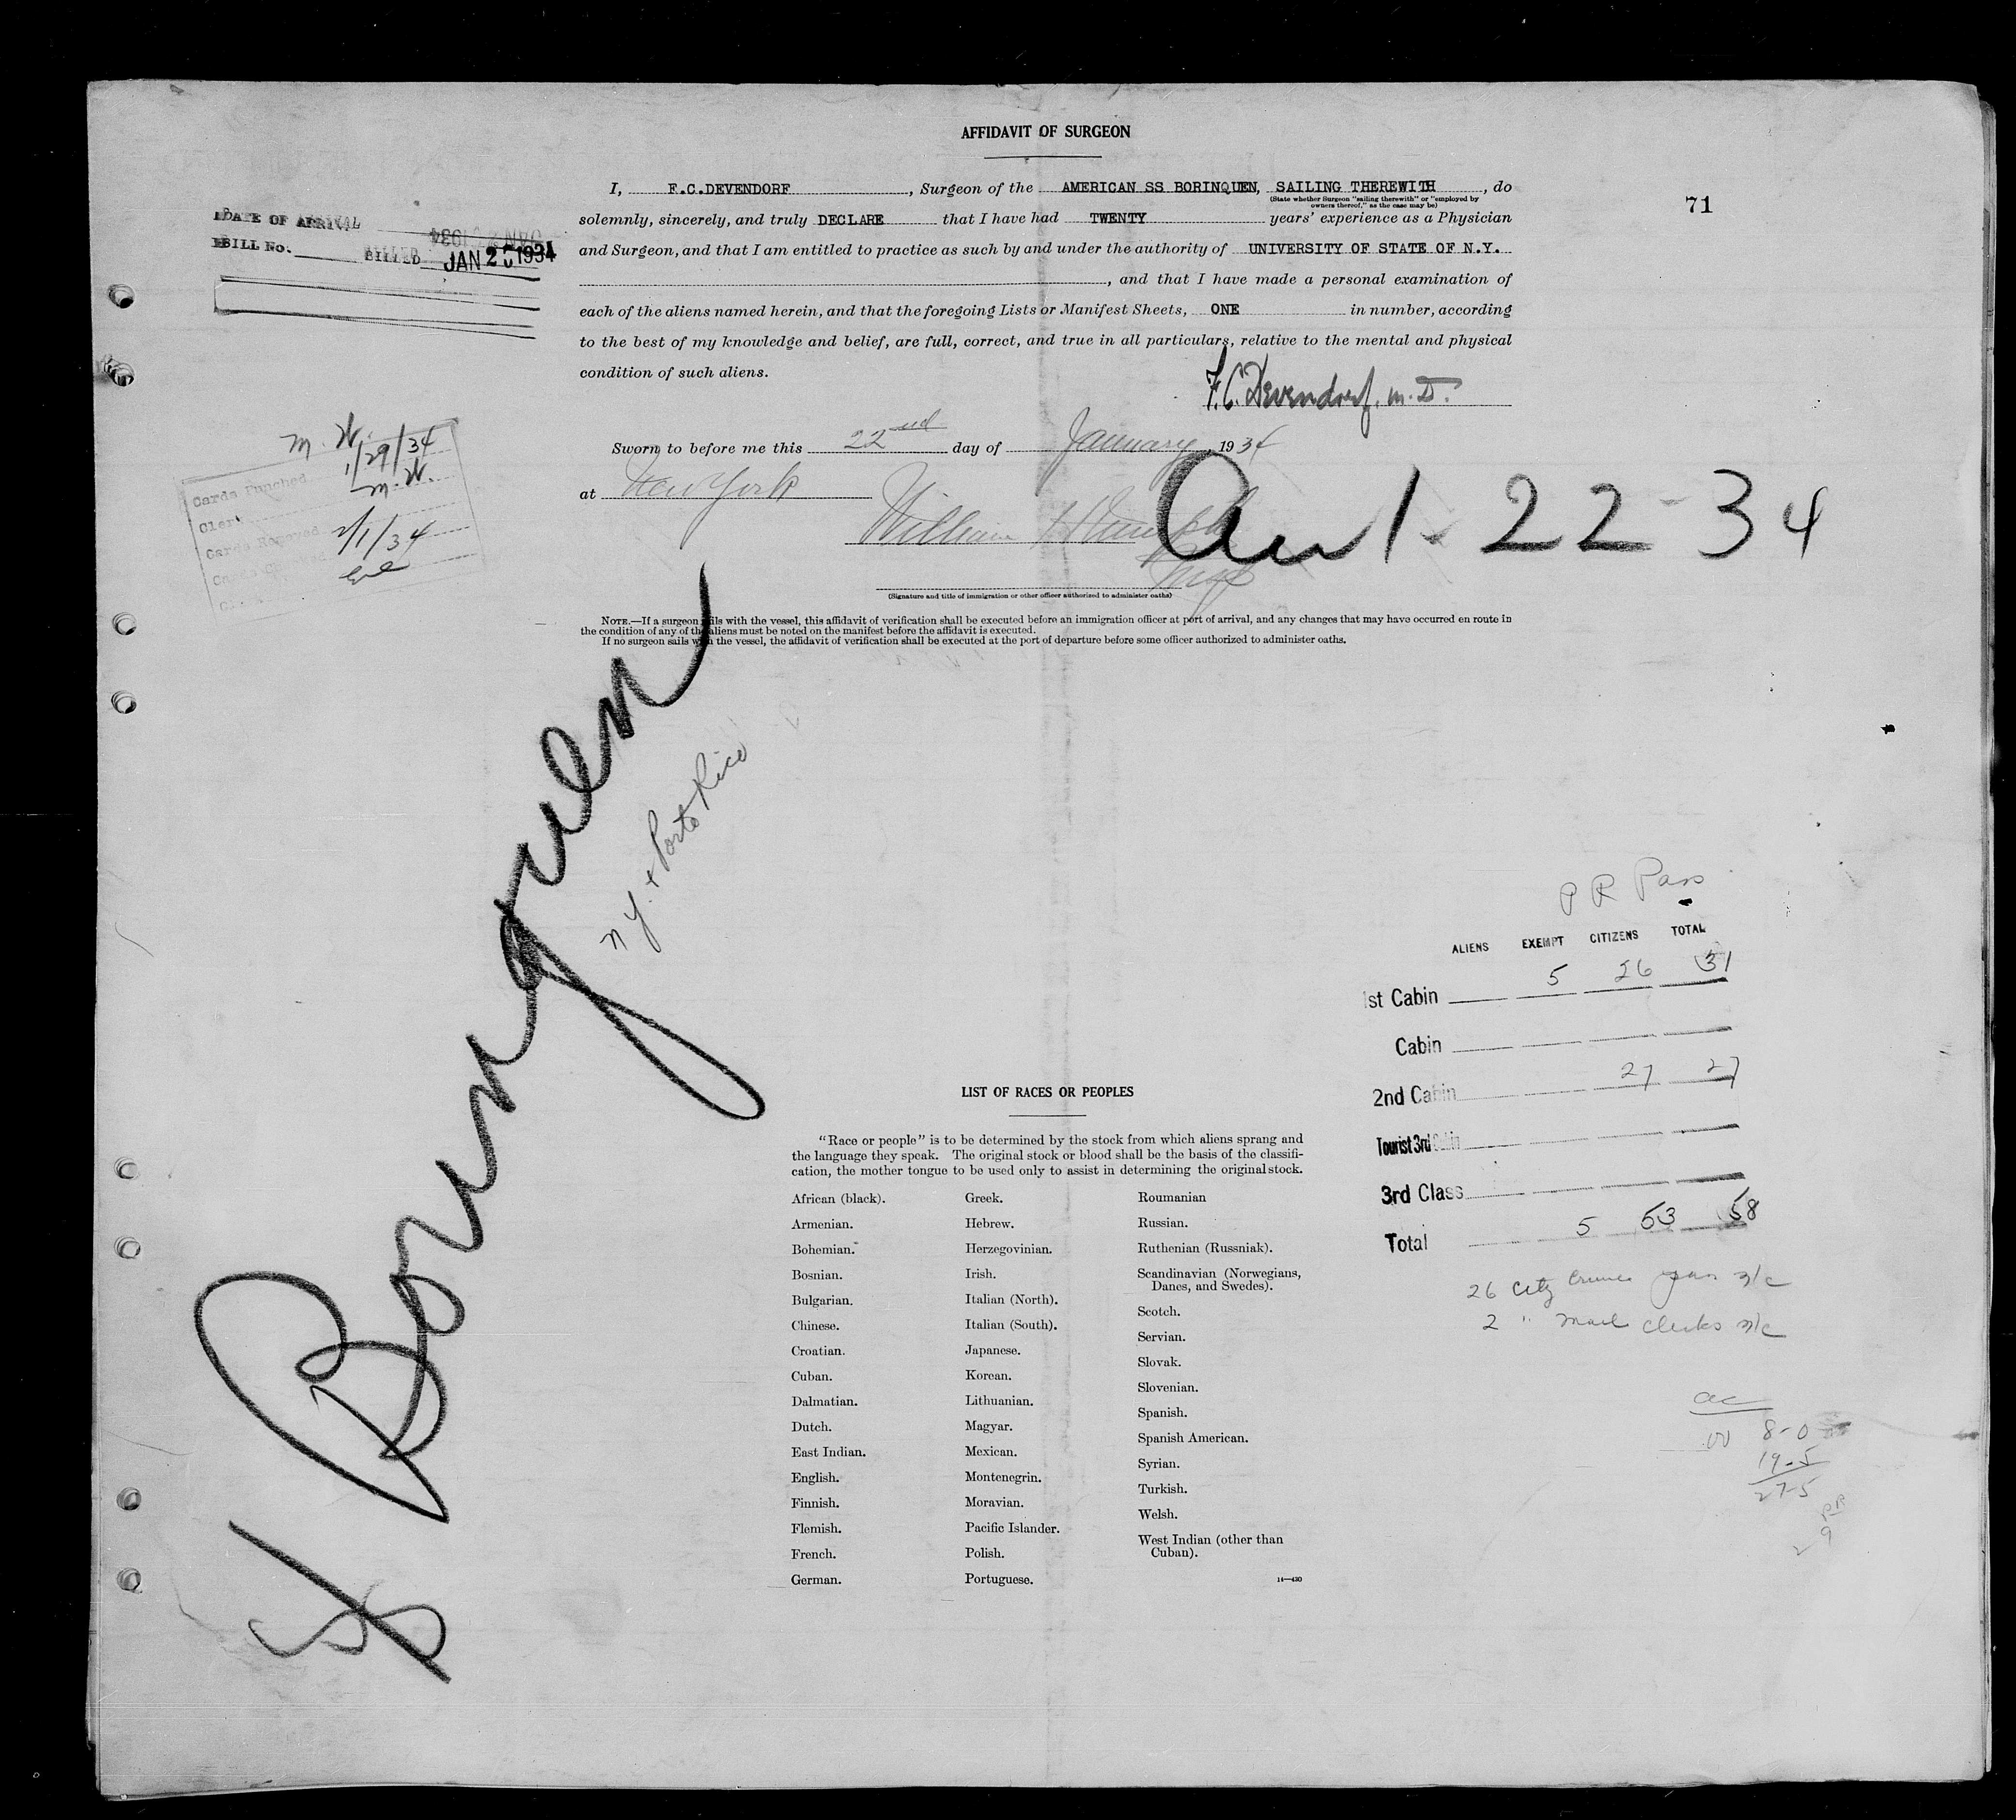 AFFIDAVIT OF SURGEON
71
I, F.C.DEVENDORF, Surgeon of the AMERICAN SS BORINQUEN, SAILING THEREWITH, do
(State whether Surgeon "sailing therewith" or "employed by
owners thereof," as the case may be)
solemnly, sincerely, and truly DECLARE that I have had TWENTY years' experience as a Physician
and Surgeon, and that I am entitled to practice as such by and under the authority of UNIVERSITY OF STATE OF N.Y.
, and that I have made a personal examination of
each of the aliens named herein, and that the foregoing Lists or Manifest Sheets, ONE in number, according
to the best of my knowledge and belief, are full, correct, and true in all particulars, relative to the mental and physical
condition of such aliens.
F.C. Devendorf, M.D.
Sworn to before me this 22nd day of January, 1934
at New York
William
Arr 1-22-34
(Signature and title of immigration or other officer authorized to administer oaths)
NOTE.—If a surgeon sails with the vessel, this affidavit of verification shall be executed before an immigration officer at port of arrival, and any changes that may have occurred en route in
the condition of any of the aliens must be noted on the manifest before the affidavit is executed.
If no surgeon sails with the vessel, the affidavit of verification shall be executed at the port of departure before some officer authorized to administer oaths.
DATE OF ARRIVAL
BILL No. BILLED JAN 25 1934
M. W.
Cards Punched 1/29/34
Clerk M. W.
Cards Removed 2/1/34
SS Borinquen
N.Y. & Porto Rico
P R Pass
ALIENS EXEMPT CITIZENS TOTAL
1st Cabin 5 26 31
Cabin
2nd Cabin 27 27
Tourist 3rd Cabin
3rd Class
Total 5 53 58
26 City
2 " mail clerks n/c
8-0
19-5
27-5
LIST OF RACES OR PEOPLES
"Race or people" is to be determined by the stock from which aliens sprang and
the language they speak. The original stock or blood shall be the basis of the classifi-
cation, the mother tongue to be used only to assist in determining the original stock.
African (black).
Armenian.
Bohemian.
Bosnian.
Bulgarian.
Chinese.
Croatian.
Cuban.
Dalmatian.
Dutch.
East Indian.
English.
Finnish.
Flemish.
French.
German.
Greek.
Hebrew.
Herzegovinian.
Irish.
Italian (North).
Italian (South).
Japanese.
Korean.
Lithuanian.
Magyar.
Mexican.
Montenegrin.
Moravian.
Pacific Islander.
Polish.
Portuguese.
Roumanian
Russian.
Ruthenian (Russniak).
Scandinavian (Norwegians,
Danes, and Swedes).
Scotch.
Servian.
Slovak.
Slovenian.
Spanish.
Spanish American.
Syrian.
Turkish.
Welsh.
West Indian (other than
Cuban).
14—430